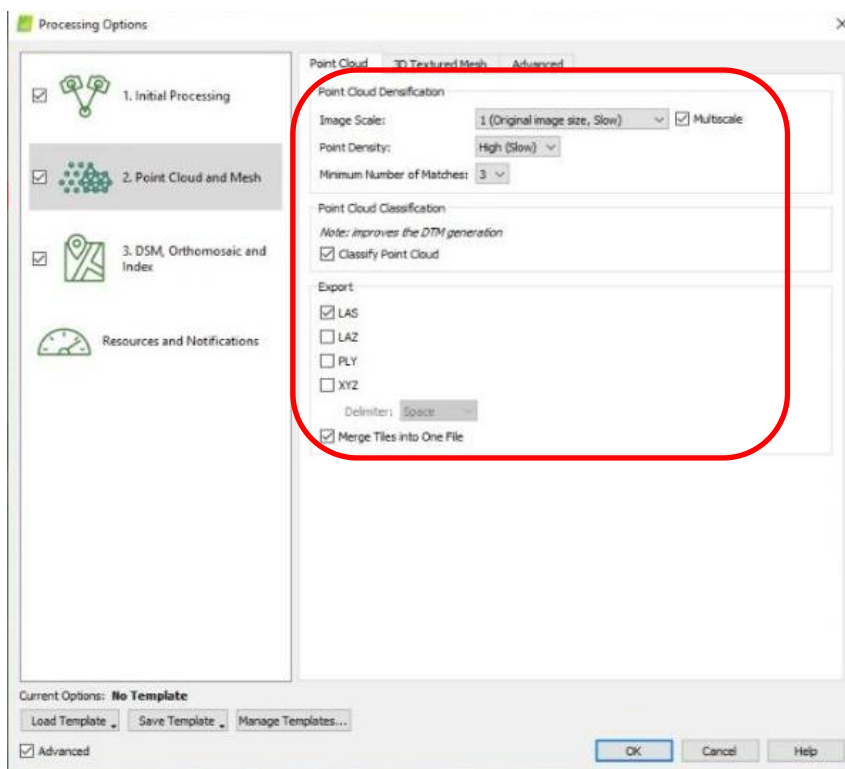 Processing Options
1. Initial Processing
2. Point Cloud and Mesh
3. DSM, Orthomosaic and
Index
Resources and Notifications
Point Cloud 3D Textured Mesh Advanced
Point Cloud Densification
Image Scale: 1 (Original image size, Slow) Multiscale
Point Density: High (Slow)
Minimum Number of Matches: 3
Point Cloud Classification
Note: improves the DTM generation
Classify Point Cloud
Export
LAS
LAZ
PLY
XYZ
Delimiter: Space
Merge Tiles into One File
Current Options: No Template
Load Template Save Template Manage Templates...
Advanced OK Cancel Help